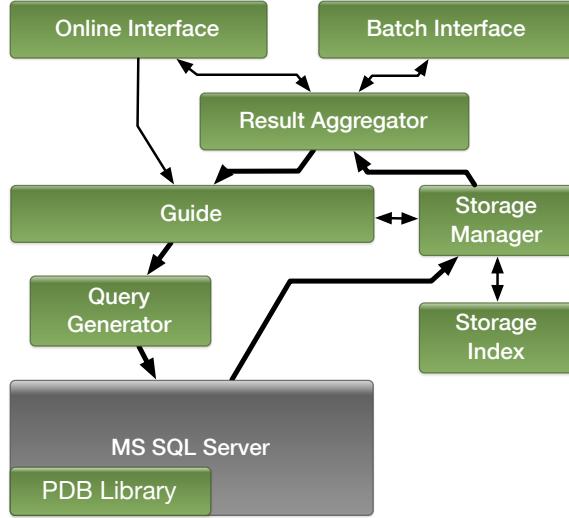 Online Interface
Batch Interface
Result Aggregator
Guide
Storage
Manager
Query
Generator
Storage
Index
MS SQL Server
PDB Library